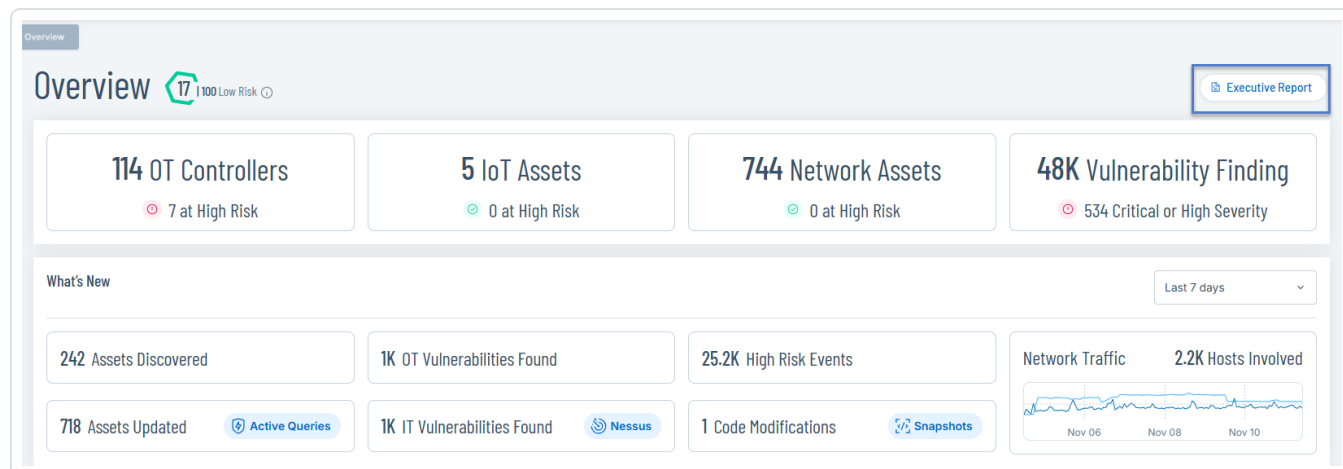 Overview
Overview 17 | 100 Low Risk
Executive Report
114 OT Controllers
7 at High Risk
5 IoT Assets
0 at High Risk
744 Network Assets
0 at High Risk
48K Vulnerability Finding
534 Critical or High Severity
What's New
Last 7 days
242 Assets Discovered
1K OT Vulnerabilities Found
25.2K High Risk Events
Network Traffic 2.2K Hosts Involved
718 Assets Updated Active Queries
1K IT Vulnerabilities Found Nessus
1 Code Modifications Snapshots
Nov 06 Nov 08 Nov 10